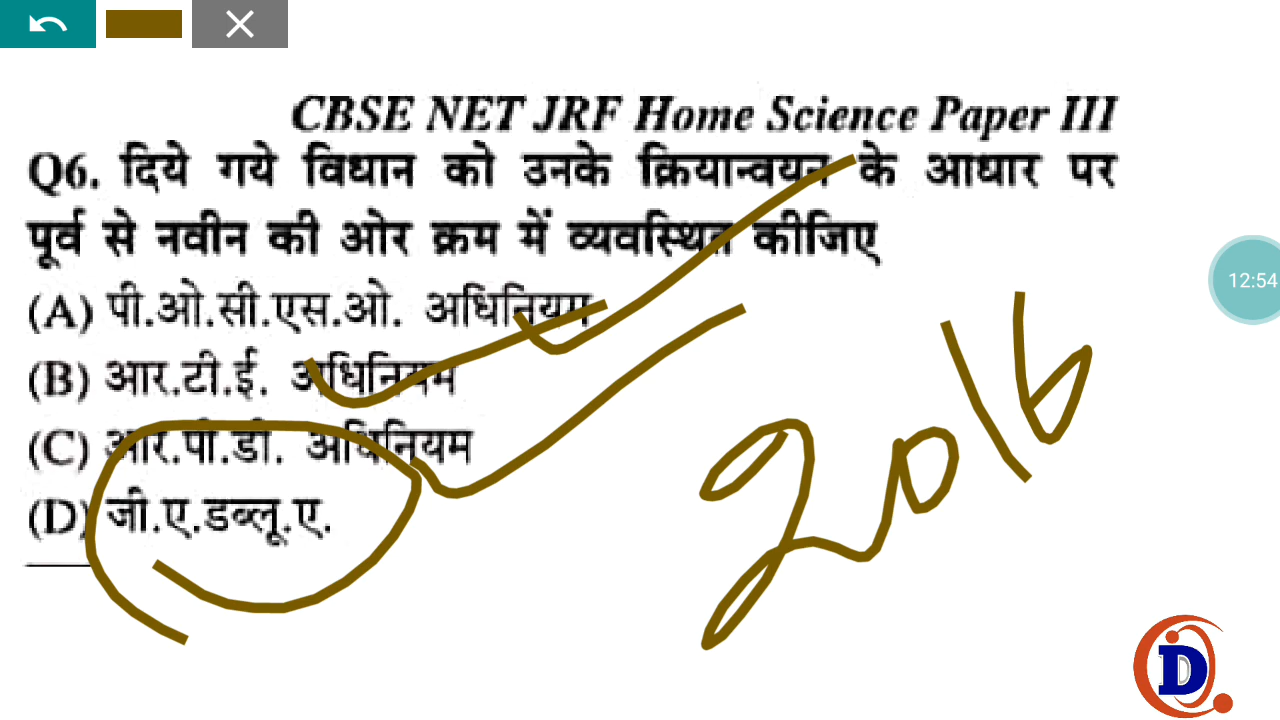 CBSE NET JRF Home Science Paper III
Q6. दिये गये विधान को उनके क्रियान्वयन के आधार पर
पूर्व से नवीन की ओर क्रम में व्यवस्थित कीजिए
(A) पी.ओ.सी.एस.ओ. अधिनियम
(B) आर.टी.ई. अधिनियम
(C) आर.पी.डी. अधिनियम
(D) जी.ए.डब्लू.ए.
12:54
2016
D